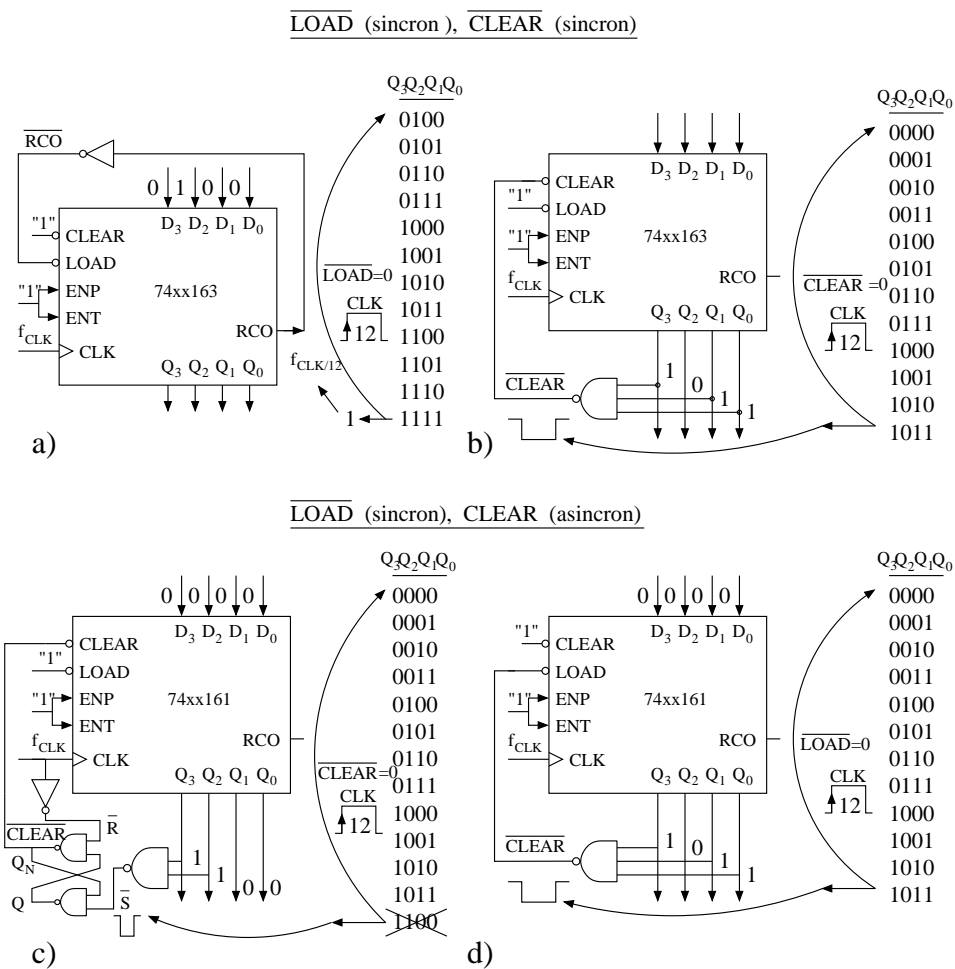 LOAD (sincron ), CLEAR (sincron)
Q3Q2Q1Q0
0100
0101
0110
0111
1000
1001
1010
1011
1100
1101
1110
1111
RCO
0 1 0 0
D3 D2 D1 D0
"1"
CLEAR
LOAD
"1"
ENP
74xx163
ENT
RCO
fCLK
CLK
Q3 Q2 Q1 Q0
LOAD=0
CLK
12
fCLK/12
1
a)
Q3Q2Q1Q0
0000
0001
0010
0011
0100
0101
0110
0111
1000
1001
1010
1011
D3 D2 D1 D0
CLEAR
"1"
LOAD
74xx163
"1"
ENP
ENT
RCO
fCLK
CLK
Q3 Q2 Q1 Q0
CLEAR =0
CLK
12
CLEAR
1
0
1
1
b)
LOAD (sincron), CLEAR (asincron)
Q3Q2Q1Q0
0000
0001
0010
0011
0100
0101
0110
0111
1000
1001
1010
1011
1100
0 0 0 0
D3 D2 D1 D0
CLEAR
"1"
LOAD
"1"
ENP
74xx161
ENT
RCO
fCLK
CLK
Q3 Q2 Q1 Q0
CLEAR=0
CLK
12
R
CLEAR
QN
Q
S
1
1
0 0
c)
Q3Q2Q1Q0
0000
0001
0010
0011
0100
0101
0110
0111
1000
1001
1010
1011
0 0 0 0
D3 D2 D1 D0
"1"
CLEAR
LOAD
"1"
ENP
74xx161
ENT
RCO
fCLK
CLK
Q3 Q2 Q1 Q0
LOAD=0
CLK
12
CLEAR
1
0
1
1
d)